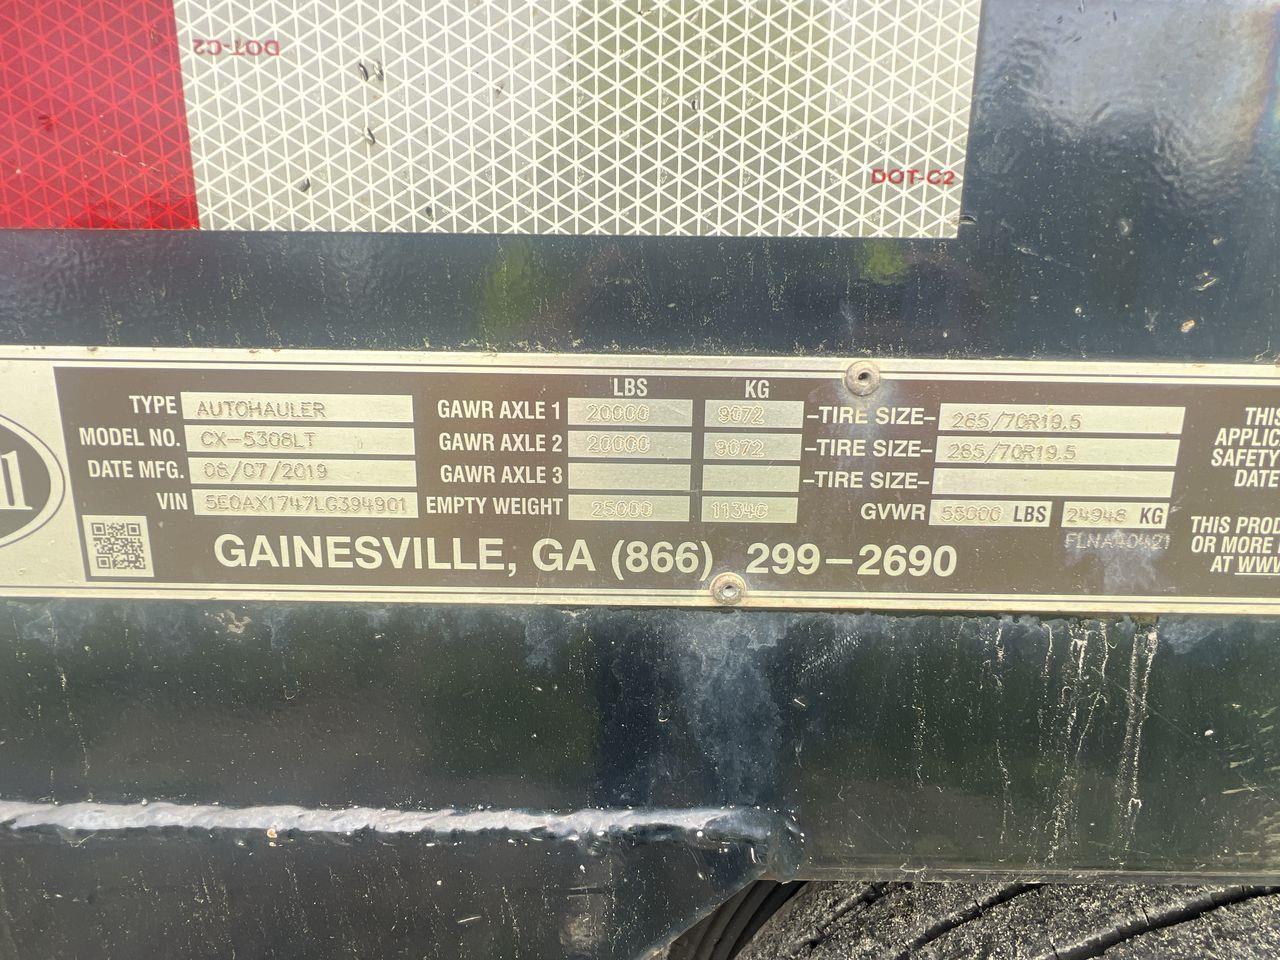 DOT-C2
DOT-C2
LBS KG
TYPE AUTOHAULER GAWR AXLE 1 20000 9072 -TIRE SIZE- 285/70R19.5 THIS
MODEL NO. CX-5308LT GAWR AXLE 2 20000 9072 -TIRE SIZE- 285/70R19.5 APPLIC
DATE MFG. 08/07/2019 GAWR AXLE 3 -TIRE SIZE- SAFETY
DATE
VIN 5E0AX1747LG394901 EMPTY WEIGHT 25000 11340 GVWR 55000 LBS 24948 KG
THIS PROD
OR MORE
AT WWW
GAINESVILLE, GA (866) 299-2690